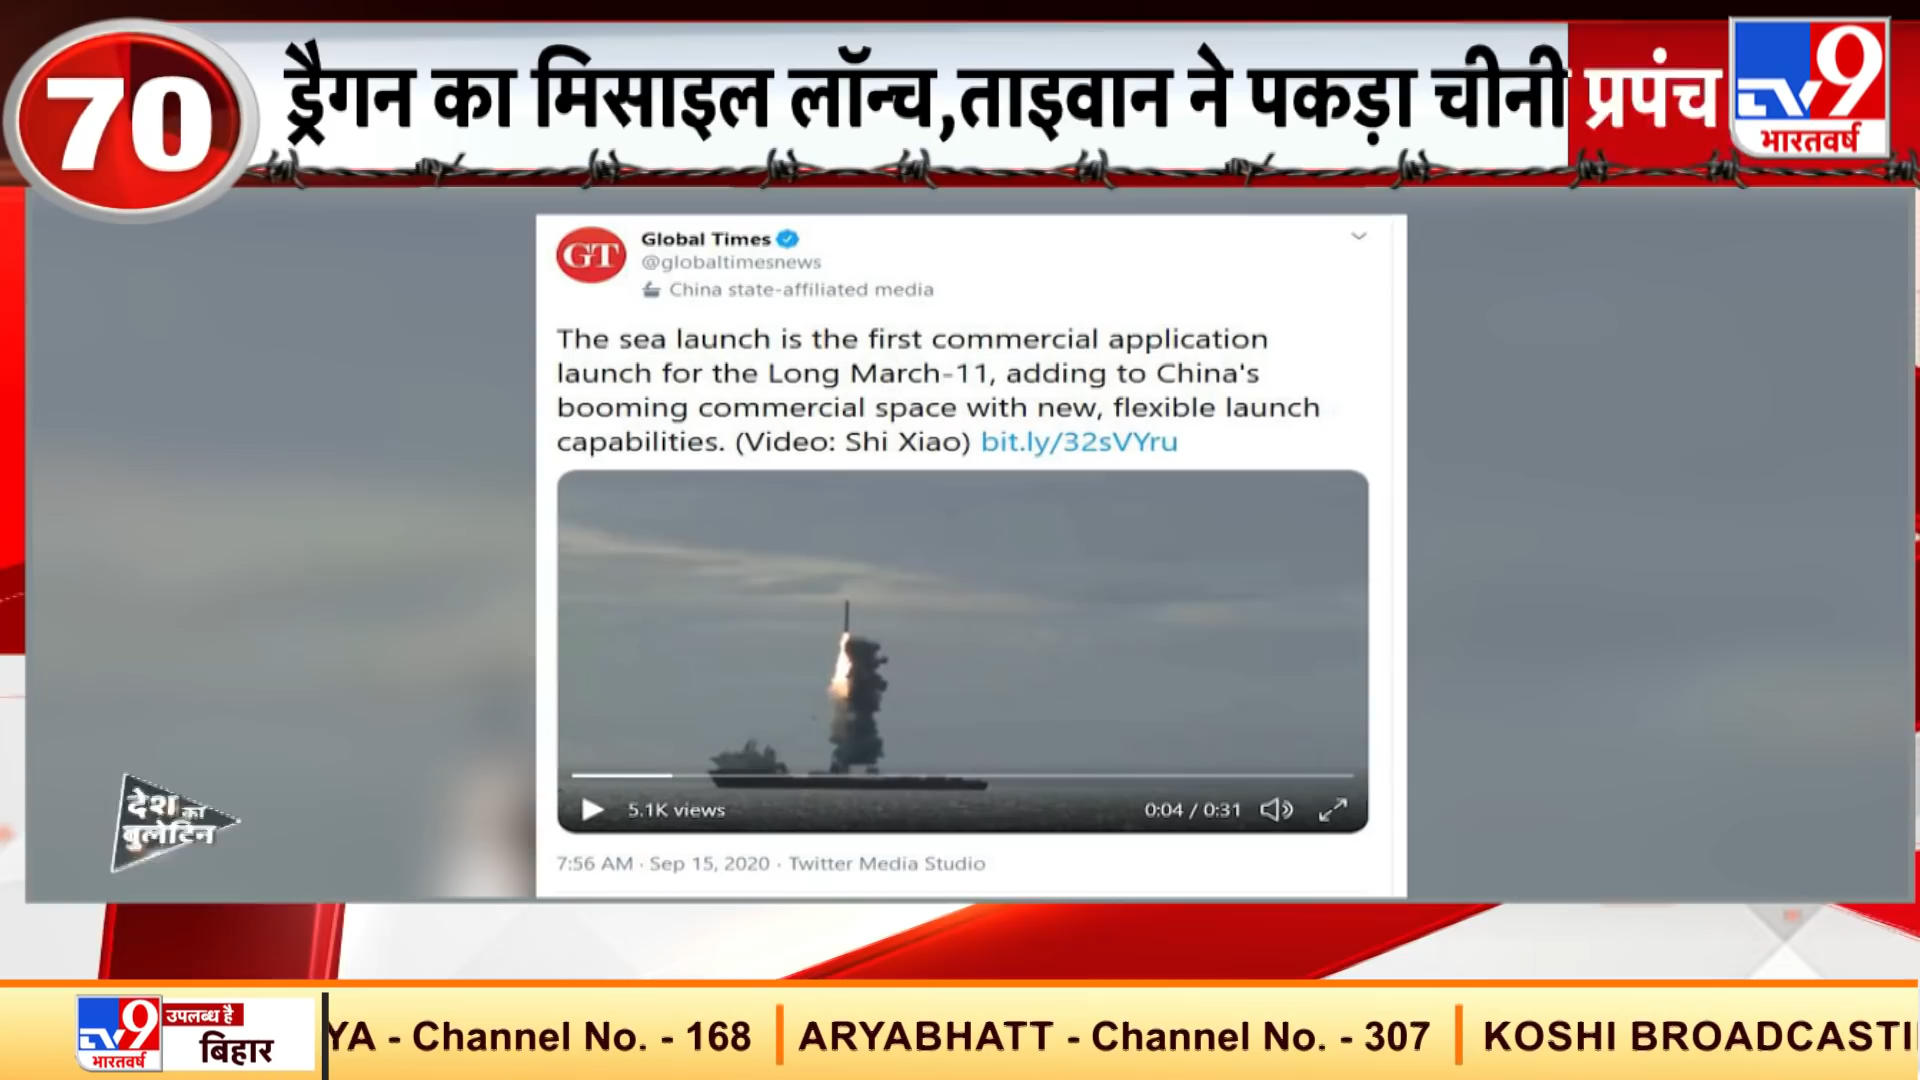 70
ड्रैगन का मिसाइल लॉन्च,ताइवान ने पकड़ा चीनी प्रपंच
TV9
भारतवर्ष
GT
Global Times
@globaltimesnews
China state-affiliated media
The sea launch is the first commercial application
launch for the Long March-11, adding to China's
booming commercial space with new, flexible launch
capabilities. (Video: Shi Xiao) bit.ly/32sVYru
5.1K views
0:04 / 0:31
7:56 AM · Sep 15, 2020 · Twitter Media Studio
देश का
बुलेटिन
TV9
भारतवर्ष
उपलब्ध है
बिहार
YA - Channel No. - 168
ARYABHATT - Channel No. - 307
KOSHI BROADCASTI